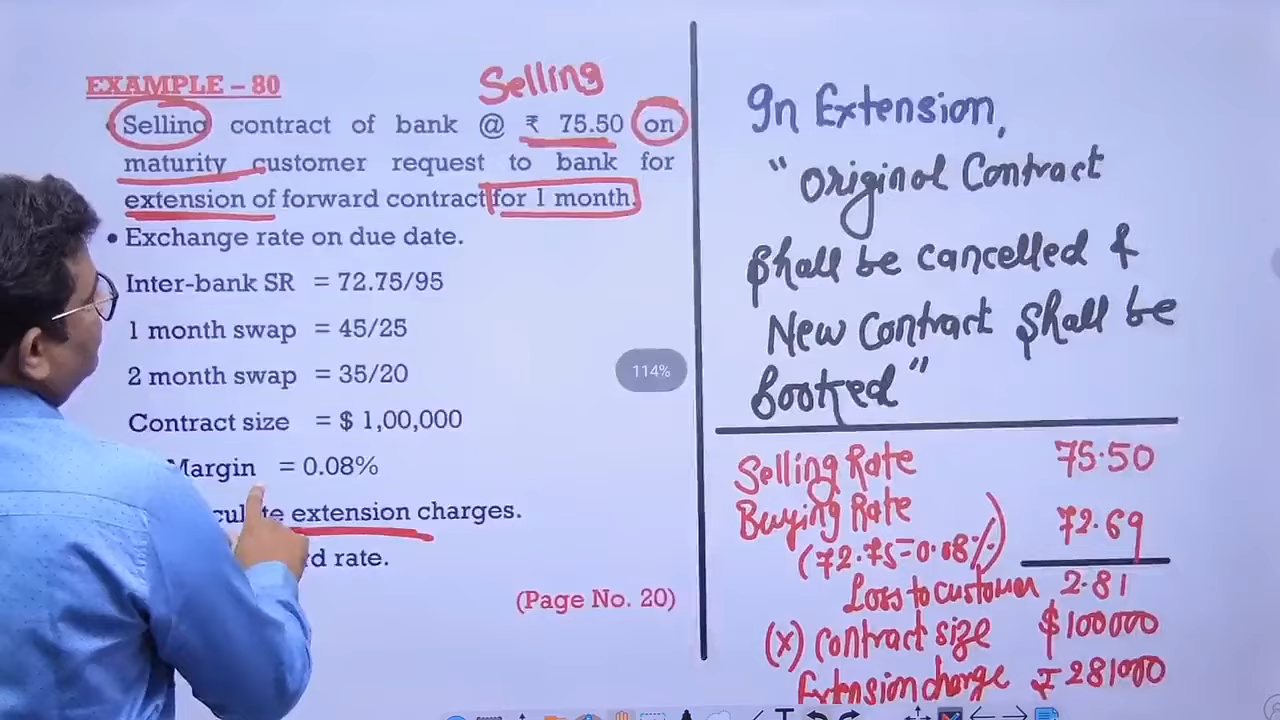 EXAMPLE – 80
Selling
Selling contract of bank @ ₹ 75.50 on
maturity customer request to bank for
extension of forward contract for 1 month.
• Exchange rate on due date.
Inter-bank SR = 72.75/95
1 month swap = 45/25
2 month swap = 35/20
Contract size = $ 1,00,000
Margin = 0.08%
extension charges.
rate.
(Page No. 20)
114%
In Extension,
"Original Contract
shall be cancelled &
New Contract shall be
booked"
Selling Rate 75.50
Buying Rate 72.69
(72.75-0.08%)
Loss to customer 2.81
(x) Contract size $100000
Extension charge ₹281000